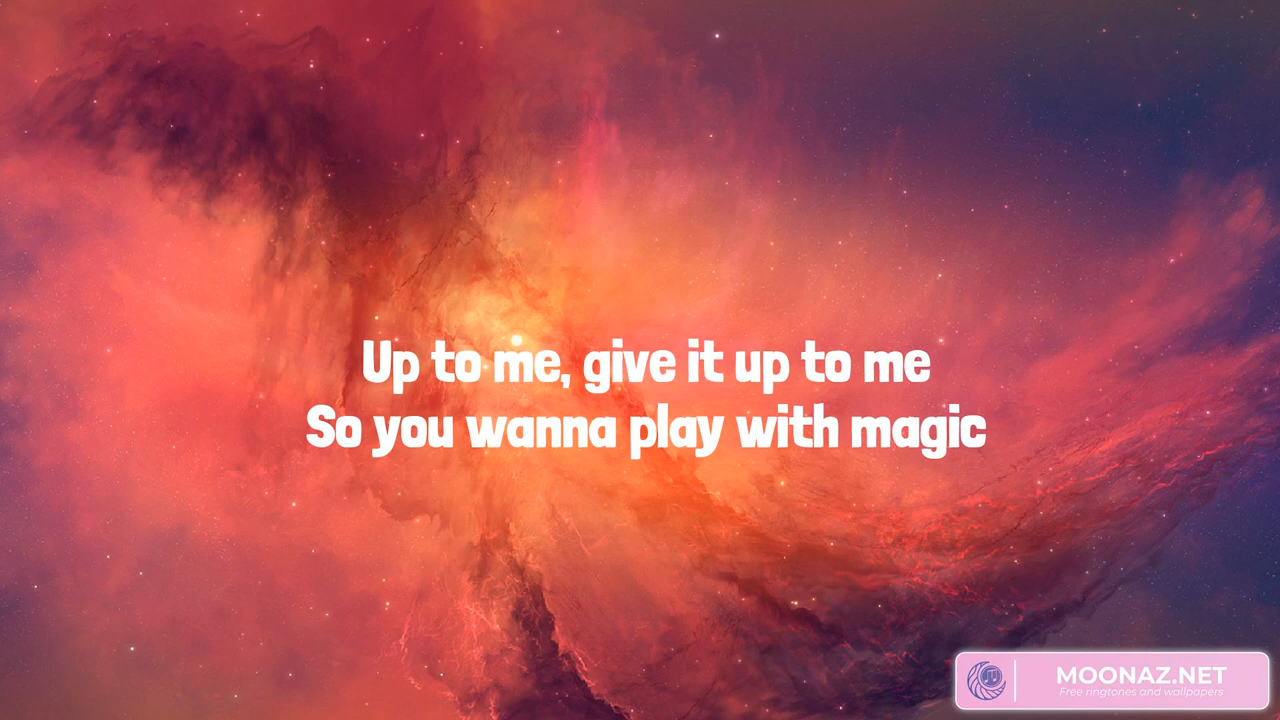 Up to me, give it up to me
So you wanna play with magic
MOONAZ.NET
Free ringtones and wallpapers